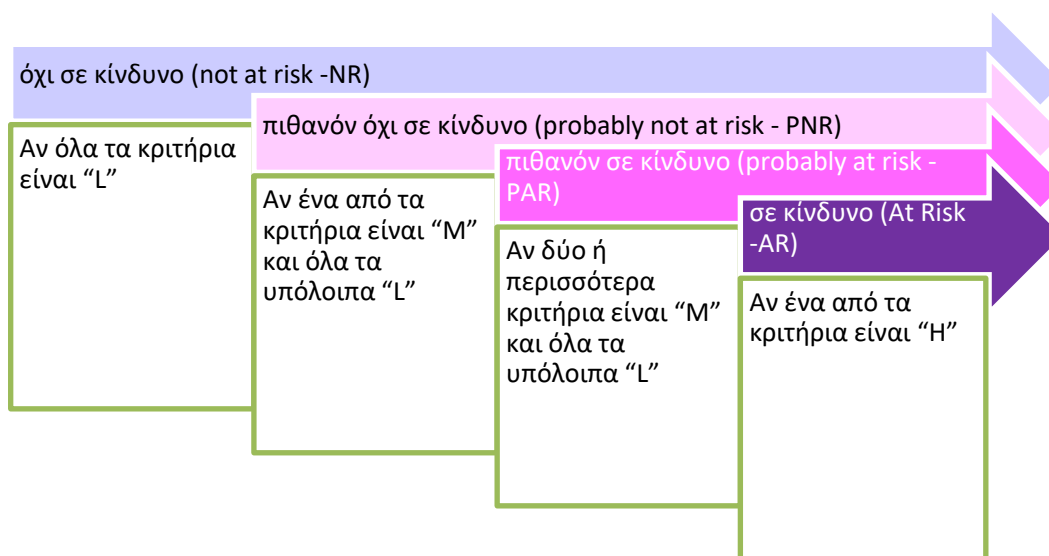 όχι σε κίνδυνο (not at risk -NR)
Αν όλα τα κριτήρια
είναι “L”
πιθανόν όχι σε κίνδυνο (probably not at risk - PNR)
Αν ένα από τα
κριτήρια είναι “M”
και όλα τα
υπόλοιπα “L”
πιθανόν σε κίνδυνο (probably at risk -
PAR)
Αν δύο ή
περισσότερα
κριτήρια είναι “M”
και όλα τα
υπόλοιπα “L”
σε κίνδυνο (At Risk
-AR)
Αν ένα από τα
κριτήρια είναι “H”